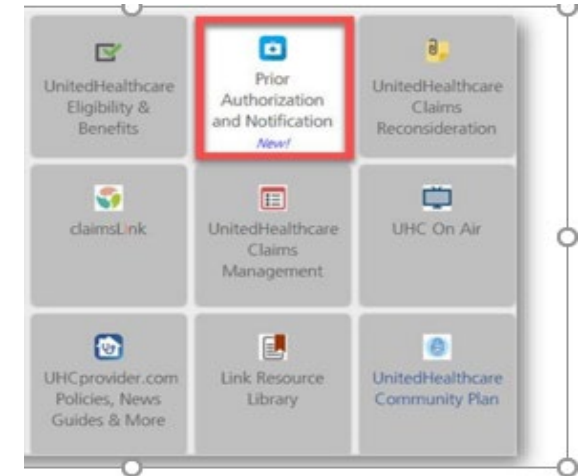 UnitedHealthcare
Eligibility &
Benefits
Prior
Authorization
and Notification
New!
UnitedHealthcare
Claims
Reconsideration
claimsLink
UnitedHealthcare
Claims
Management
UHC On Air
UHCprovider.com
Policies, News
Guides & More
Link Resource
Library
UnitedHealthcare
Community Plan